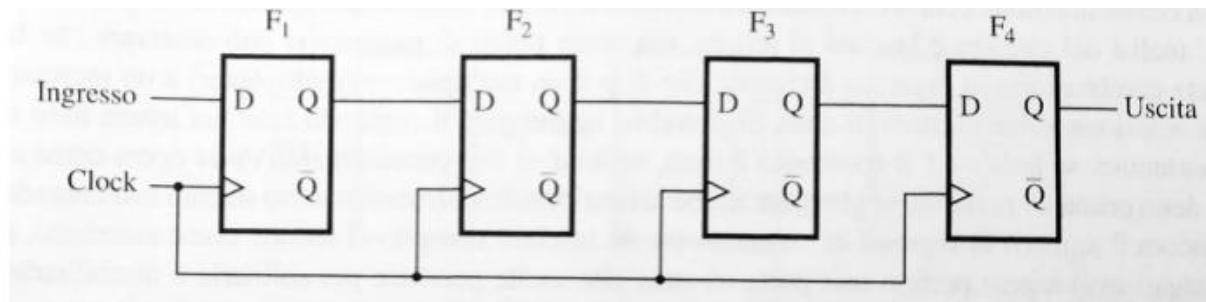 F1 F2 F3 F4
Ingresso D Q D Q D Q D Q Uscita
Clock Q̄ Q̄ Q̄ Q̄